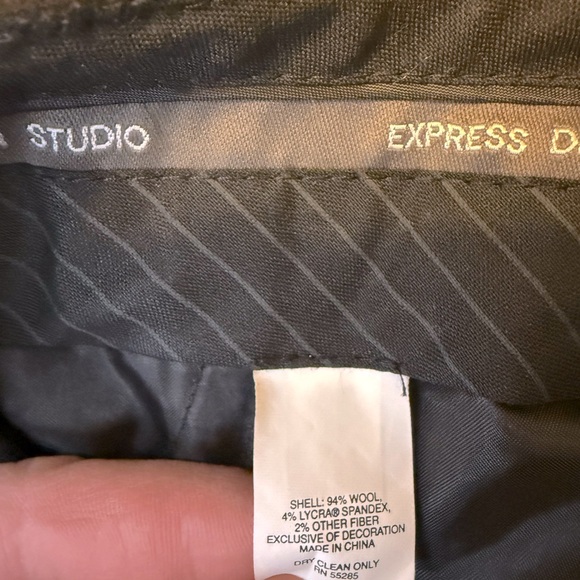 STUDIO EXPRESS D
SHELL: 94% WOOL,
4% LYCRA® SPANDEX,
2% OTHER FIBER
EXCLUSIVE OF DECORATION
MADE IN CHINA
DRY CLEAN ONLY
RN 55285